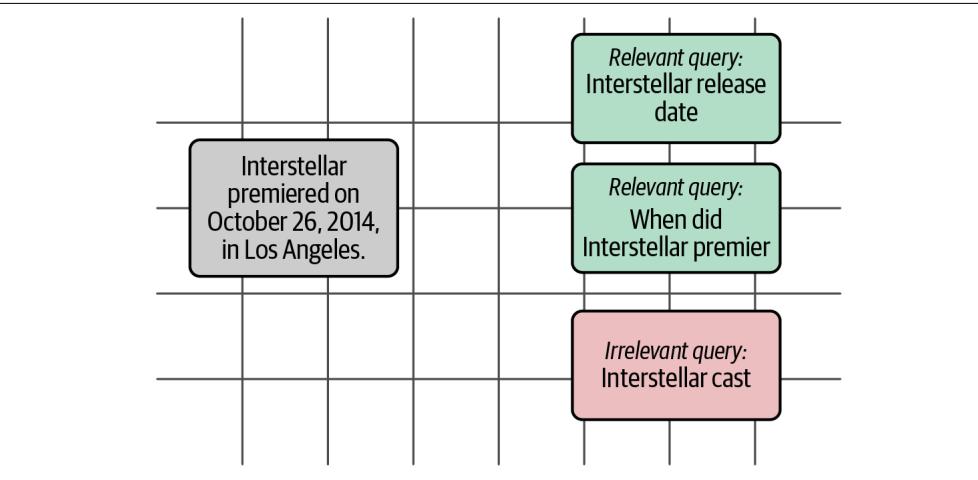 Interstellar
premiered on
October 26, 2014,
in Los Angeles.
Relevant query:
Interstellar release
date
Relevant query:
When did
Interstellar premier
Irrelevant query:
Interstellar cast